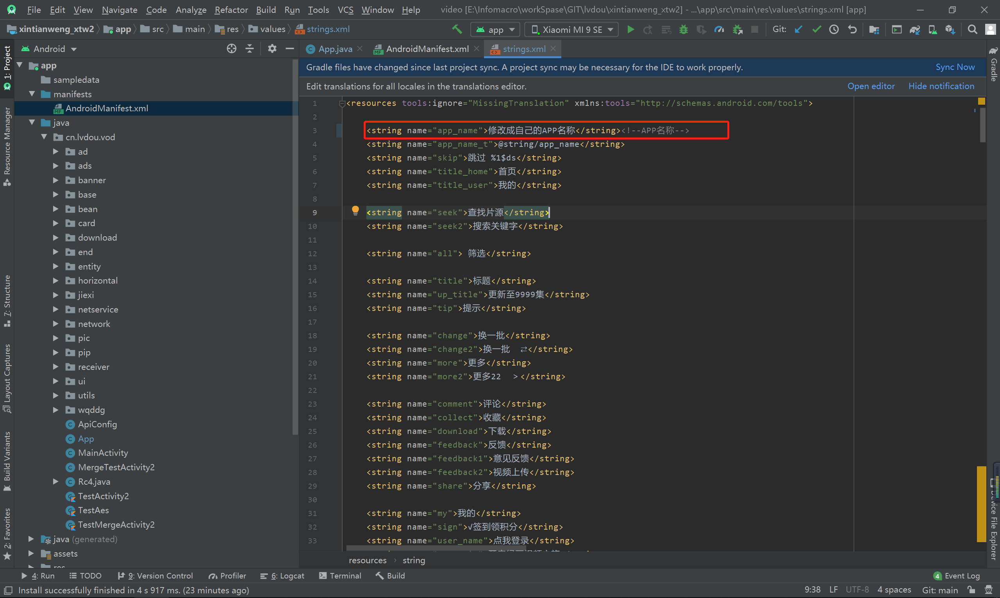 File Edit View Navigate Code Analyze Refactor Build Run Tools VCS Window Help video [E:\Infomacro\workSpase\GIT\lvdou\xintianweng_xtw2] - ...\app\src\main\res\values\strings.xml [app]
xintianweng_xtw2 app src main res values strings.xml app Xiaomi MI 9 SE Git:
Android
App.java AndroidManifest.xml strings.xml
Gradle files have changed since last project sync. A project sync may be necessary for the IDE to work properly. Sync Now
Edit translations for all locales in the translations editor. Open editor Hide notification
1: Project
Resource Manager
7: Structure
Layout Captures
Build Variants
2: Favorites
app
sampledata
manifests
AndroidManifest.xml
java
cn.lvdou.vod
ad
ads
banner
base
bean
card
download
end
entity
horizontal
jiexi
netservice
network
pic
pip
receiver
ui
utils
wqddg
ApiConfig
App
MainActivity
MergeTestActivity2
Rc4.java
TestActivity2
TestAes
TestMergeActivity2
java (generated)
assets
res
1 <resources tools:ignore="MissingTranslation" xmlns:tools="http://schemas.android.com/tools">
2
3 <string name="app_name">修改成自己的APP名称</string><!--APP名称-->
4 <string name="app_name_t">@string/app_name</string>
5 <string name="skip">跳过 %1$ds</string>
6 <string name="title_home">首页</string>
7 <string name="title_user">我的</string>
8
9 <string name="seek">查找片源</string>
10 <string name="seek2">搜索关键字</string>
11
12 <string name="all"> 筛选</string>
13
14 <string name="title">标题</string>
15 <string name="up_title">更新至9999集</string>
16 <string name="tip">提示</string>
17
18 <string name="change">换一批</string>
19 <string name="change2">换一批 ⇄</string>
20 <string name="more">更多</string>
21 <string name="more2">更多22 ></string>
22
23 <string name="comment">评论</string>
24 <string name="collect">收藏</string>
25 <string name="download">下载</string>
26 <string name="feedback">反馈</string>
27 <string name="feedback1">意见反馈</string>
28 <string name="feedback2">视频上传</string>
29 <string name="share">分享</string>
30
31 <string name="my">我的</string>
32 <string name="sign">√签到领积分</string>
33 <string name="user_name">点我登录</string>
resources › string
Gradle
Device File Explorer
4: Run TODO 9: Version Control Profiler 6: Logcat Terminal Build 4 Event Log
Install successfully finished in 4 s 917 ms. (23 minutes ago) 9:38 LF UTF-8 4 spaces Git: main